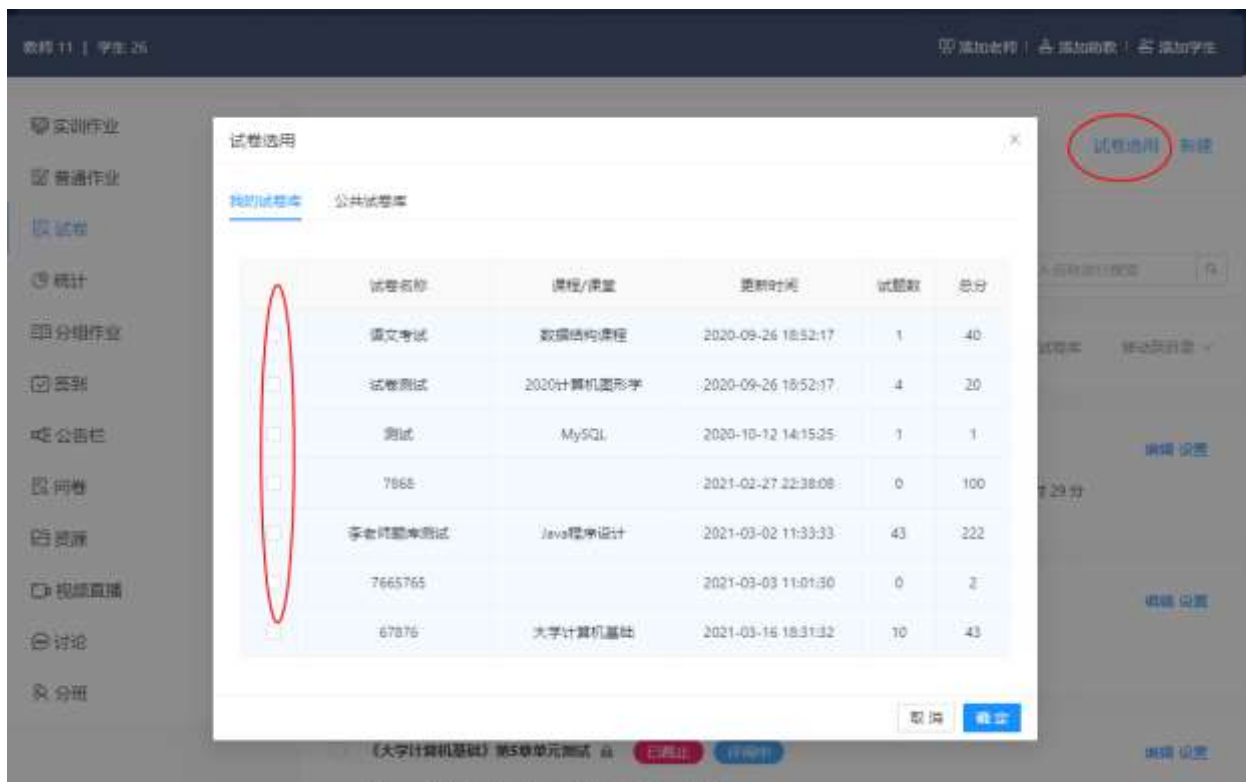 教师 11 | 学生 26
添加老师 | 添加助教 | 添加学生
实训作业
普通作业
试卷
统计
分组作业
签到
公告栏
问卷
资源
视频直播
讨论
分班
试卷选用 新建
试卷选用
我的试卷库 公共试卷库
试卷名称 课程/课堂 更新时间 试题数 总分
语文考试 数据结构课程 2020-09-26 18:52:17 1 40
试卷测试 2020计算机图形学 2020-09-26 18:52:17 4 20
测试 MySQL 2020-10-12 14:15:25 1 1
7868 2021-02-27 22:38:08 0 100
李老师题库测试 Java程序设计 2021-03-02 11:33:33 43 222
7665765 2021-03-03 11:01:30 0 2
67876 大学计算机基础 2021-03-16 18:31:32 10 43
取消 确定
编辑 设置
29 分
编辑 设置
《大学计算机基础》第5章单元测试 已截止
编辑 设置